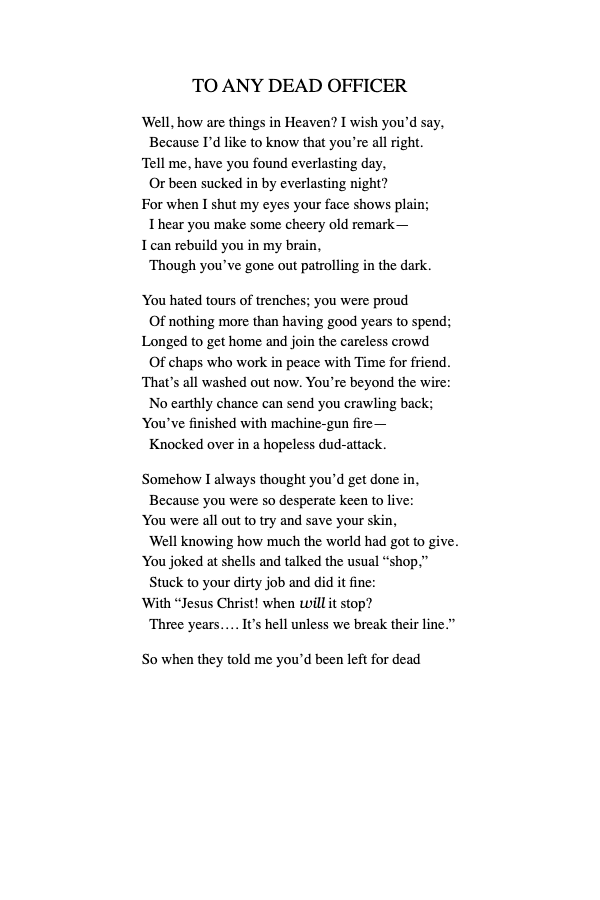 TO ANY DEAD OFFICER
Well, how are things in Heaven? I wish you’d say,
Because I’d like to know that you’re all right.
Tell me, have you found everlasting day,
Or been sucked in by everlasting night?
For when I shut my eyes your face shows plain;
I hear you make some cheery old remark—
I can rebuild you in my brain,
Though you’ve gone out patrolling in the dark.
You hated tours of trenches; you were proud
Of nothing more than having good years to spend;
Longed to get home and join the careless crowd
Of chaps who work in peace with Time for friend.
That’s all washed out now. You’re beyond the wire:
No earthly chance can send you crawling back;
You’ve finished with machine-gun fire—
Knocked over in a hopeless dud-attack.
Somehow I always thought you’d get done in,
Because you were so desperate keen to live:
You were all out to try and save your skin,
Well knowing how much the world had got to give.
You joked at shells and talked the usual “shop,”
Stuck to your dirty job and did it fine:
With “Jesus Christ! when will it stop?
Three years…. It’s hell unless we break their line.”
So when they told me you’d been left for dead